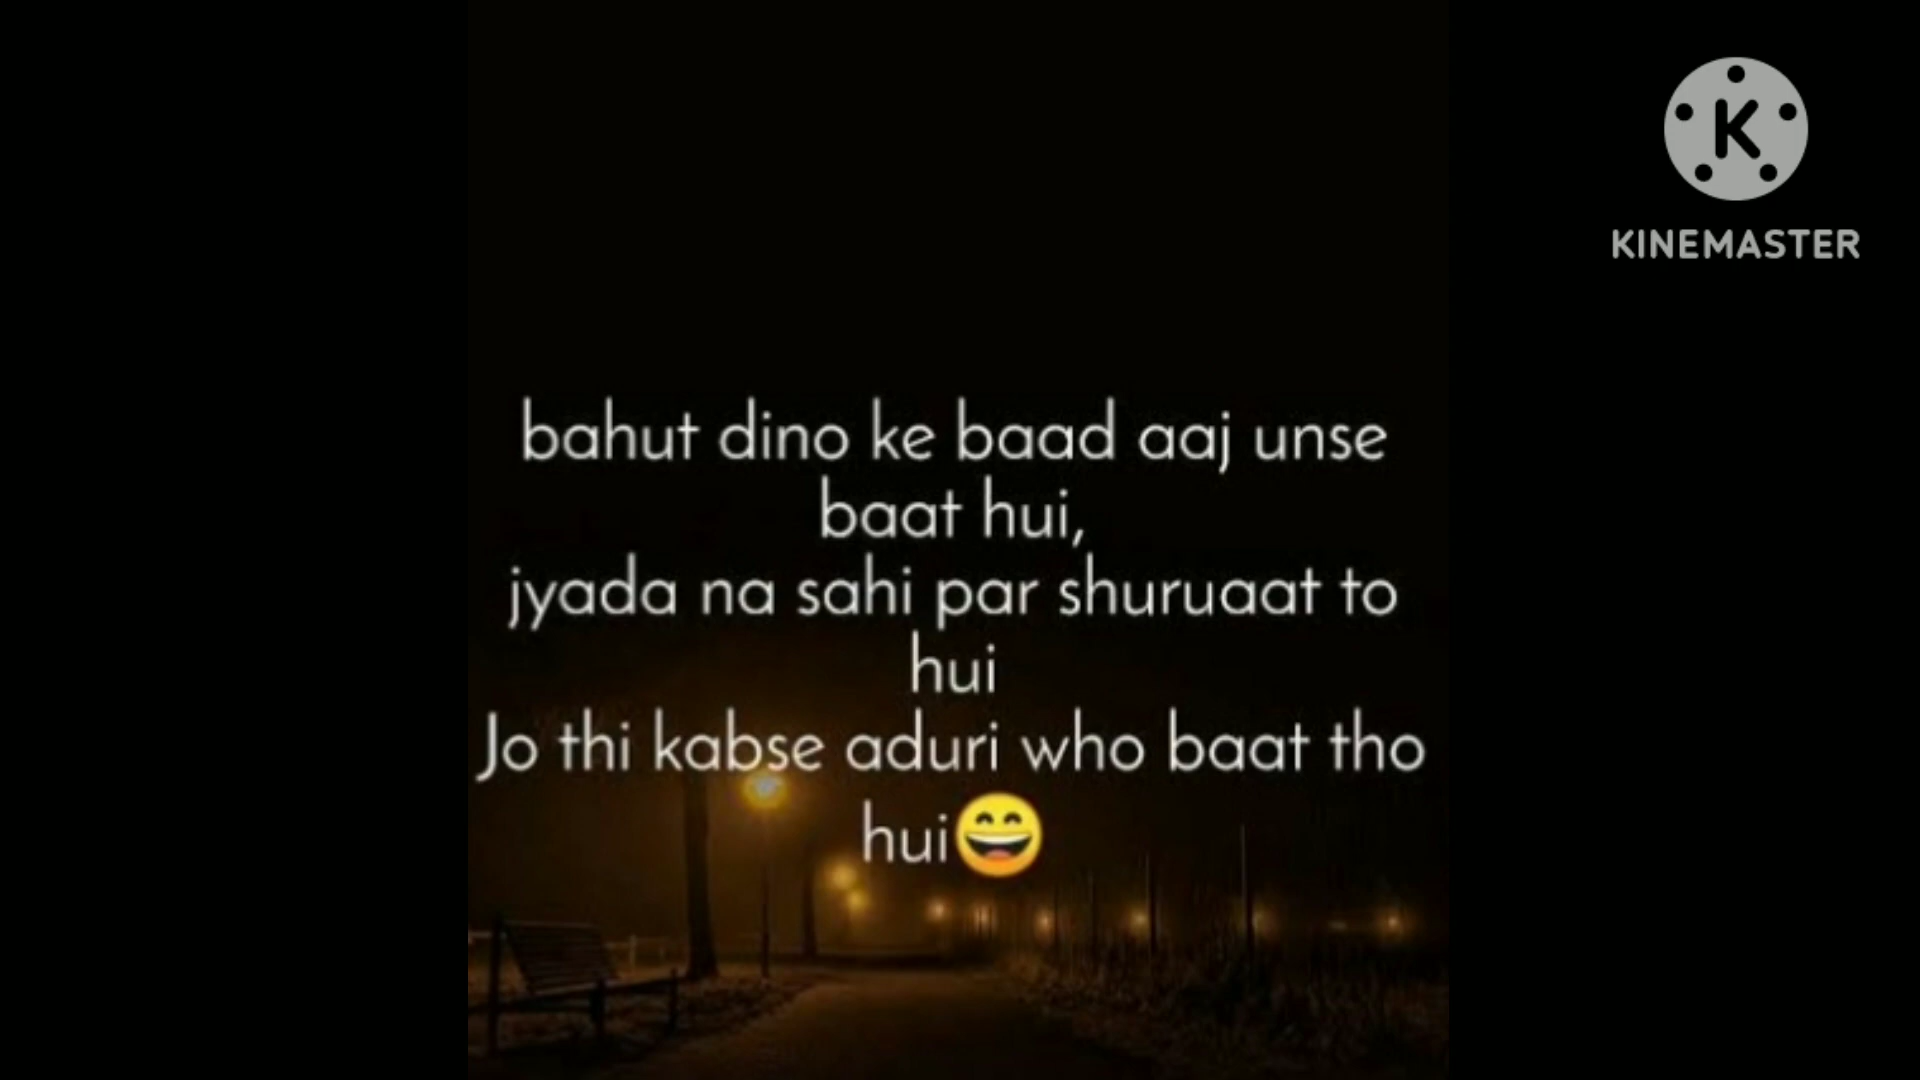 KINEMASTER
bahut dino ke baad aaj unse
baat hui,
jyada na sahi par shuruaat to
hui
Jo thi kabse aduri who baat tho
hui😄